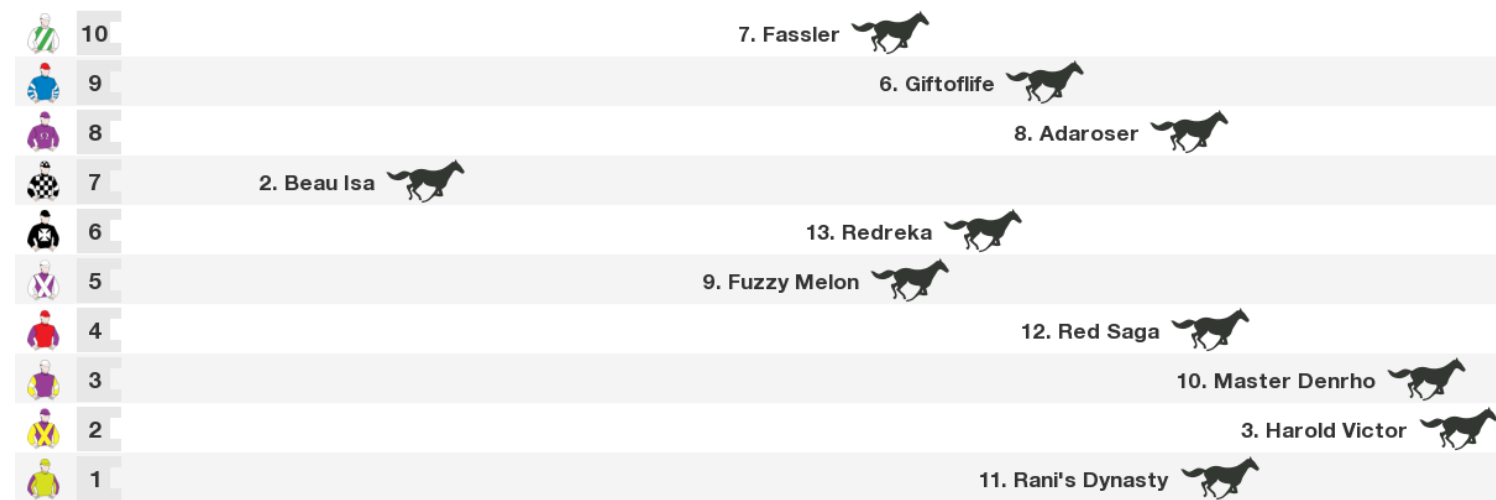 10 7. Fassler
9 6. Giftoflife
8 8. Adaroser
7 2. Beau Isa
6 13. Redreka
5 9. Fuzzy Melon
4 12. Red Saga
3 10. Master Denrho
2 3. Harold Victor
1 11. Rani's Dynasty